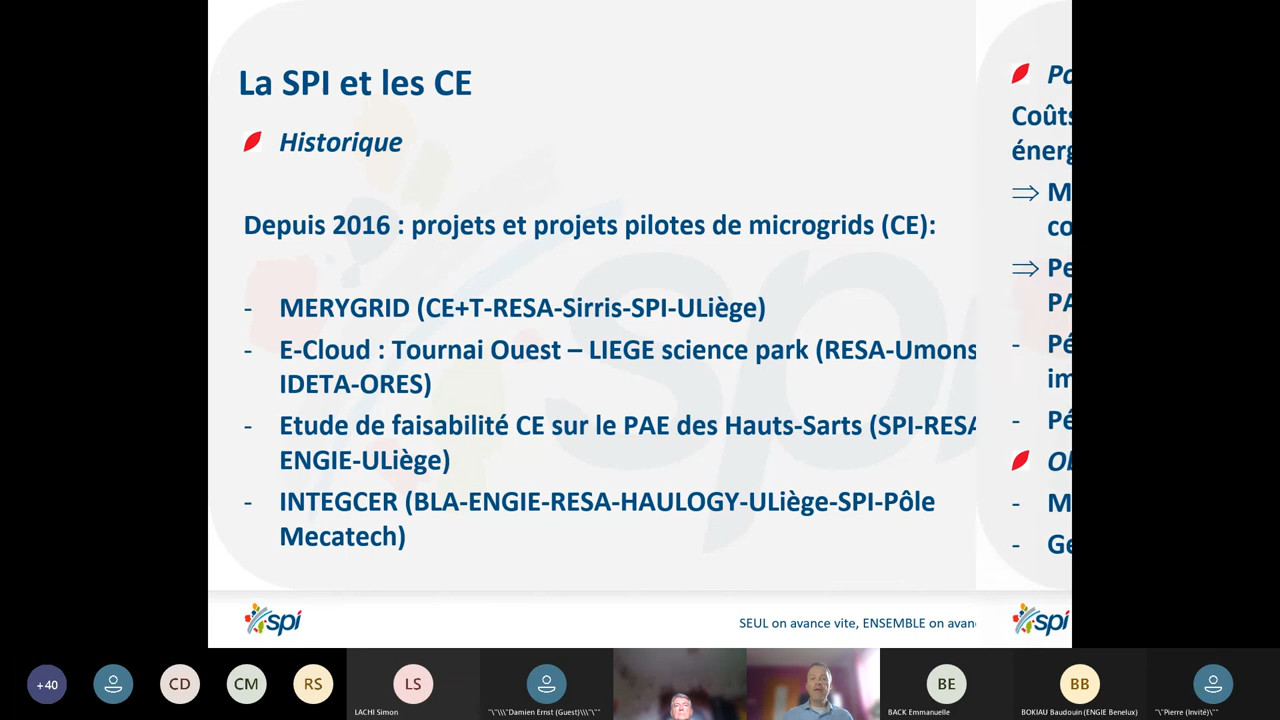 La SPI et les CE
Historique
Depuis 2016 : projets et projets pilotes de microgrids (CE):
- MERYGRID (CE+T-RESA-Sirris-SPI-ULiège)
- E-Cloud : Tournai Ouest – LIEGE science park (RESA-Umons
IDETA-ORES)
- Etude de faisabilité CE sur le PAE des Hauts-Sarts (SPI-RESA
ENGIE-ULiège)
- INTEGCER (BLA-ENGIE-RESA-HAULOGY-ULiège-SPI-Pôle
Mecatech)
spi
SEUL on avance vite, ENSEMBLE on avan
Coûts
énerg
⇒ M
co
⇒ Pe
PA
- Pé
im
- Pé
- M
- Ge
spi
+40
CD
CM
RS
LS
LACHI Simon
"\"\\\"Damien Ernst (Guest)\\\"\""
BE
BACK Emmanuelle
BB
BOKIAU Baudouin (ENGIE Benelux)
"\"Pierre (Invité)\""